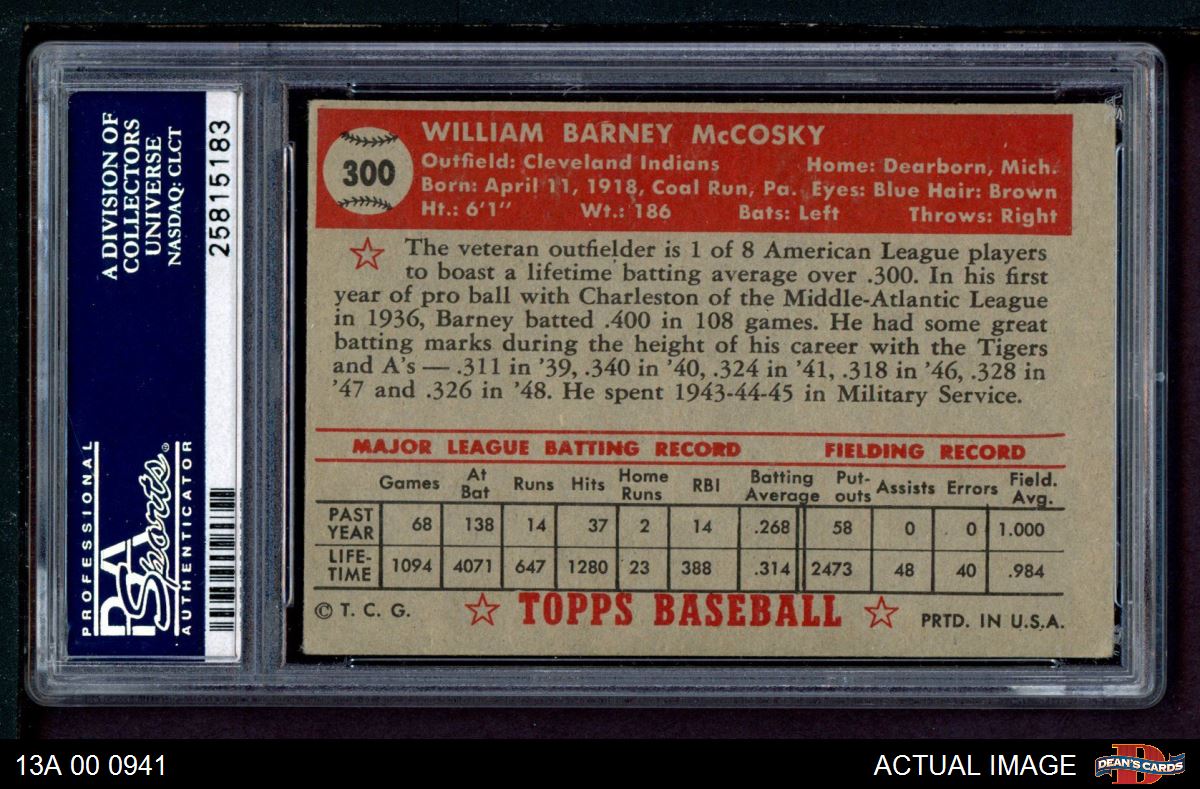 A DIVISION OF
COLLECTORS
UNIVERSE
NASDAQ: CLCT
25815183
PROFESSIONAL
PSA
Sports®
AUTHENTICATOR
300
WILLIAM BARNEY McCOSKY
Outfield: Cleveland Indians Home: Dearborn, Mich.
Born: April 11, 1918, Coal Run, Pa. Eyes: Blue Hair: Brown
Ht.: 6'1" Wt.: 186 Bats: Left Throws: Right
The veteran outfielder is 1 of 8 American League players
to boast a lifetime batting average over .300. In his first
year of pro ball with Charleston of the Middle-Atlantic League
in 1936, Barney batted .400 in 108 games. He had some great
batting marks during the height of his career with the Tigers
and A's — .311 in '39, .340 in '40, .324 in '41, .318 in '46, .328 in
'47 and .326 in '48. He spent 1943-44-45 in Military Service.
MAJOR LEAGUE BATTING RECORD FIELDING RECORD
Games At Bat Runs Hits Home Runs RBI Batting Average Put-outs Assists Errors Field. Avg.
PAST YEAR 68 138 14 37 2 14 .268 58 0 0 1.000
LIFE-TIME 1094 4071 647 1280 23 388 .314 2473 48 40 .984
© T. C. G. TOPPS BASEBALL PRTD. IN U.S.A.
13A 00 0941 ACTUAL IMAGE
D
DEAN'S CARDS